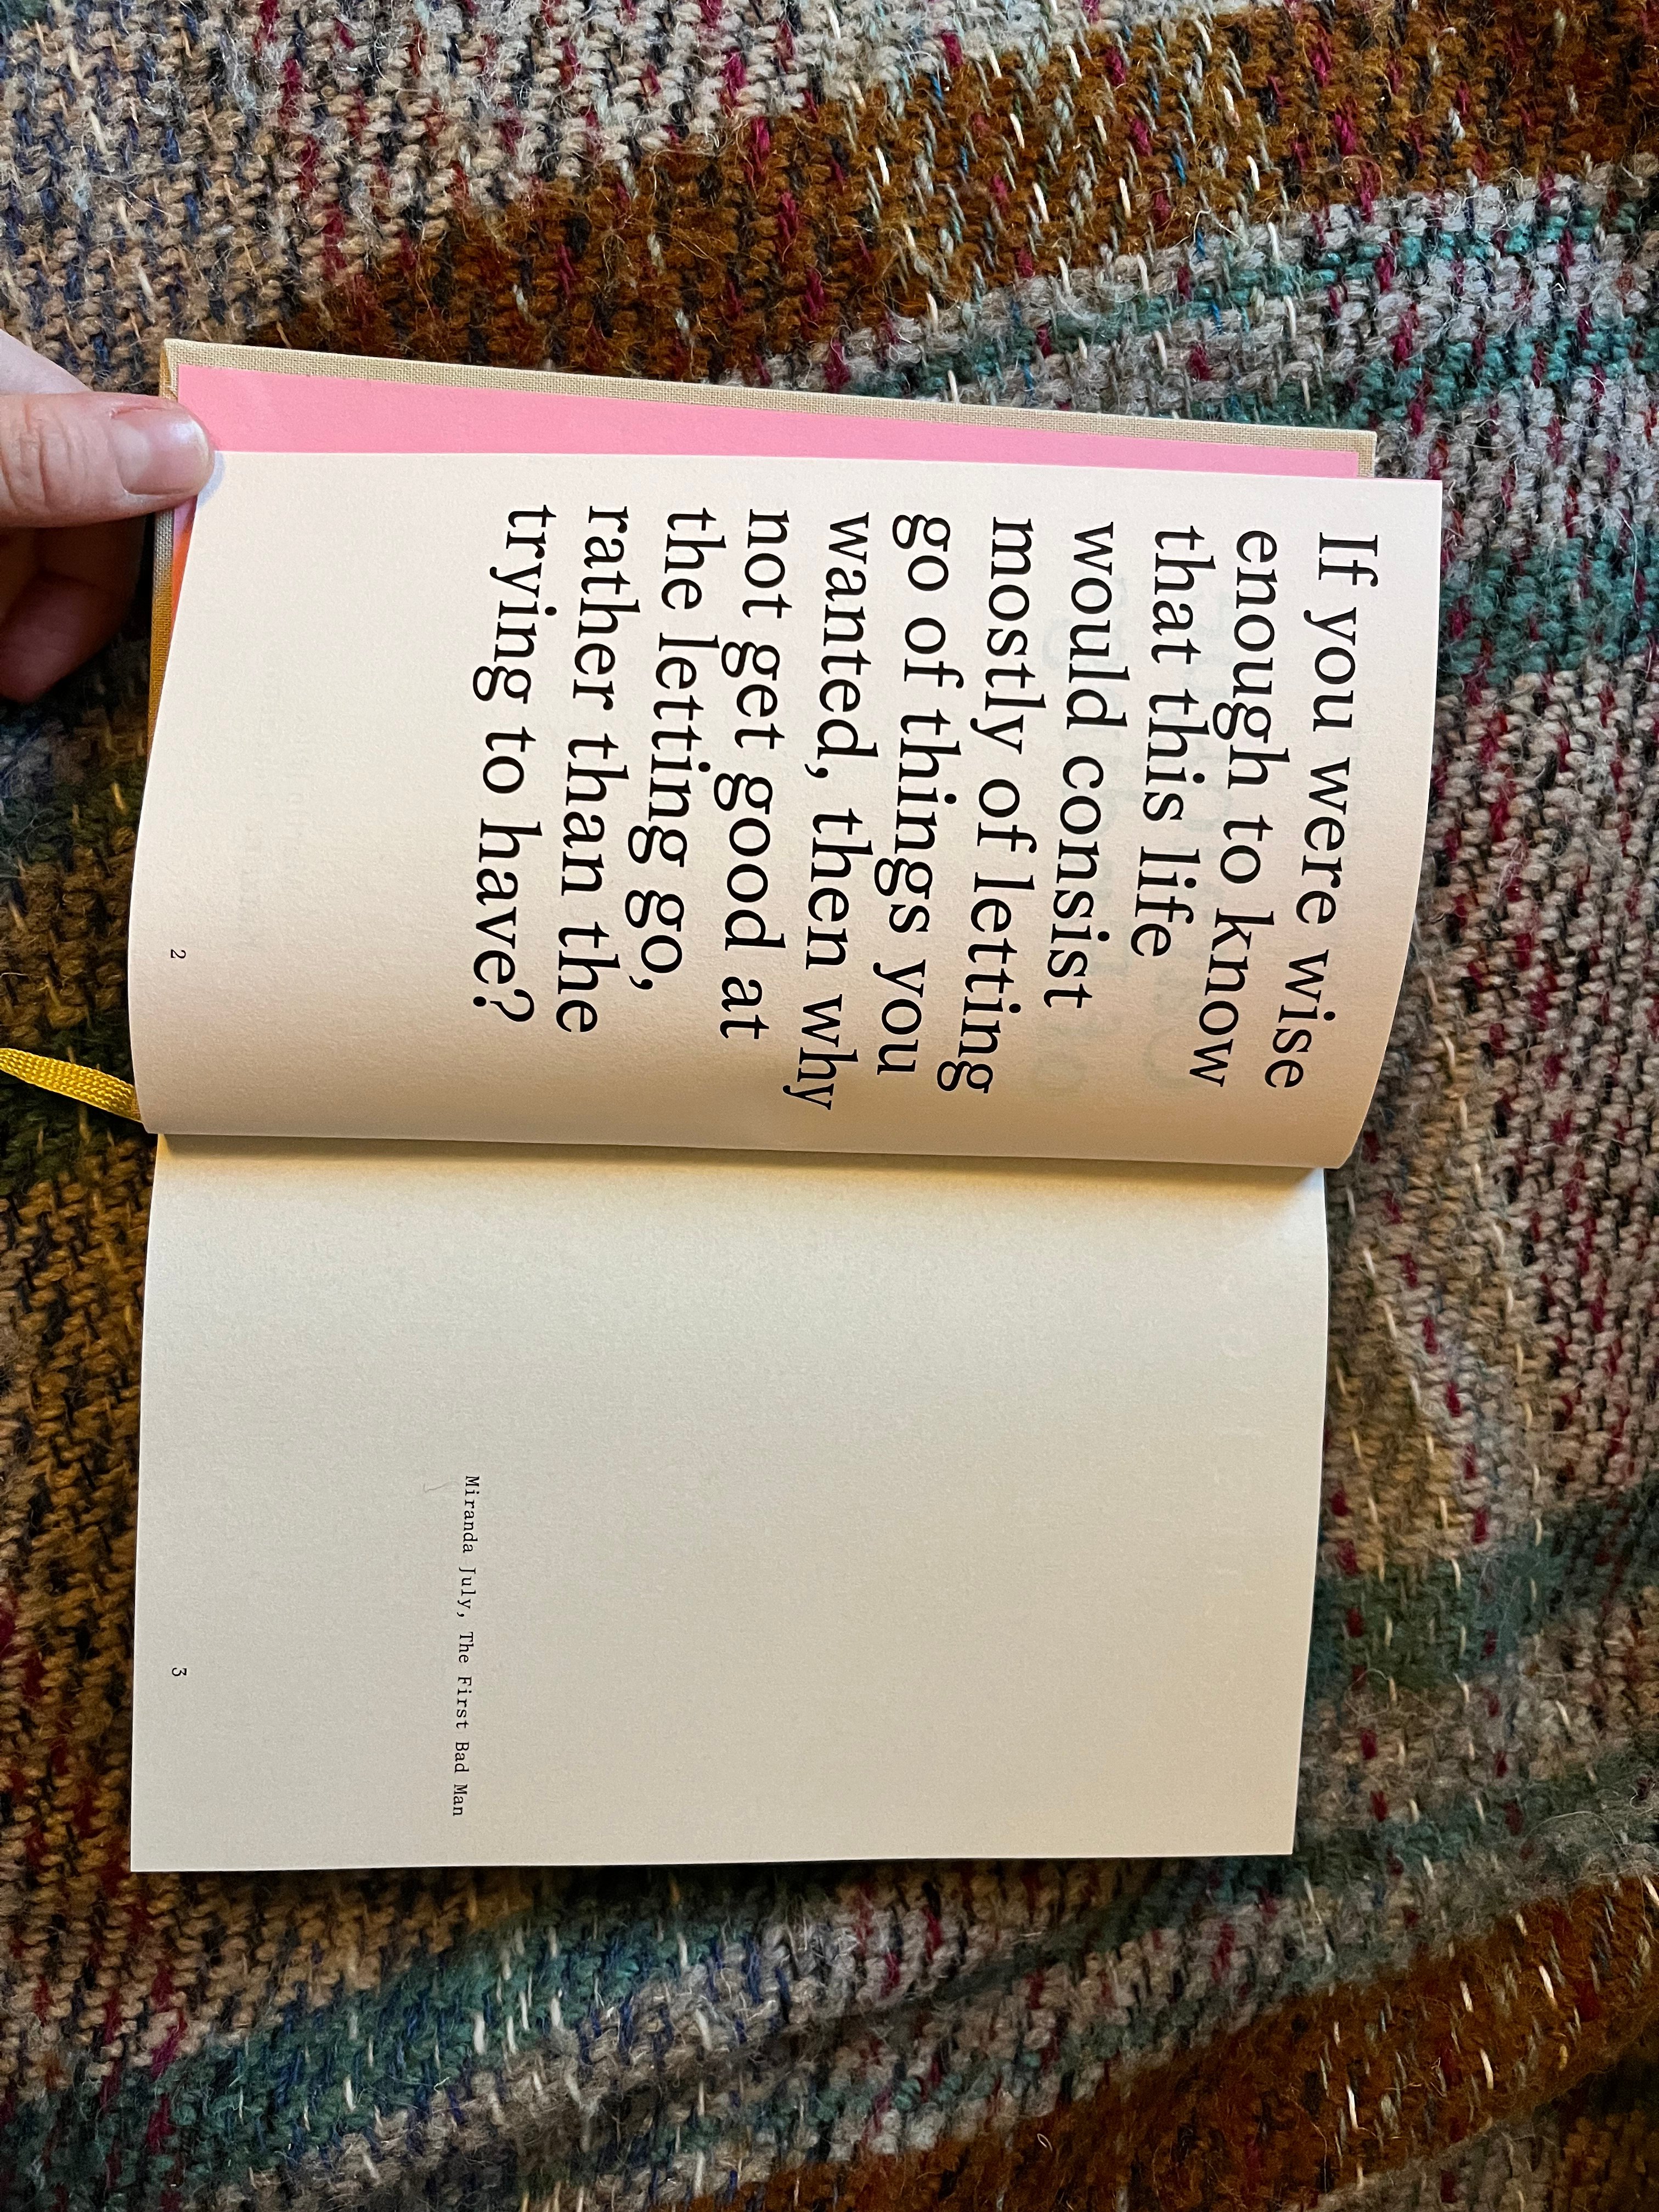 If you were wise
enough to know
that this life
would consist
mostly of letting
go of things you
wanted, then why
not get good at
the letting go,
rather than the
trying to have?
2
Miranda July, The First Bad Man
3